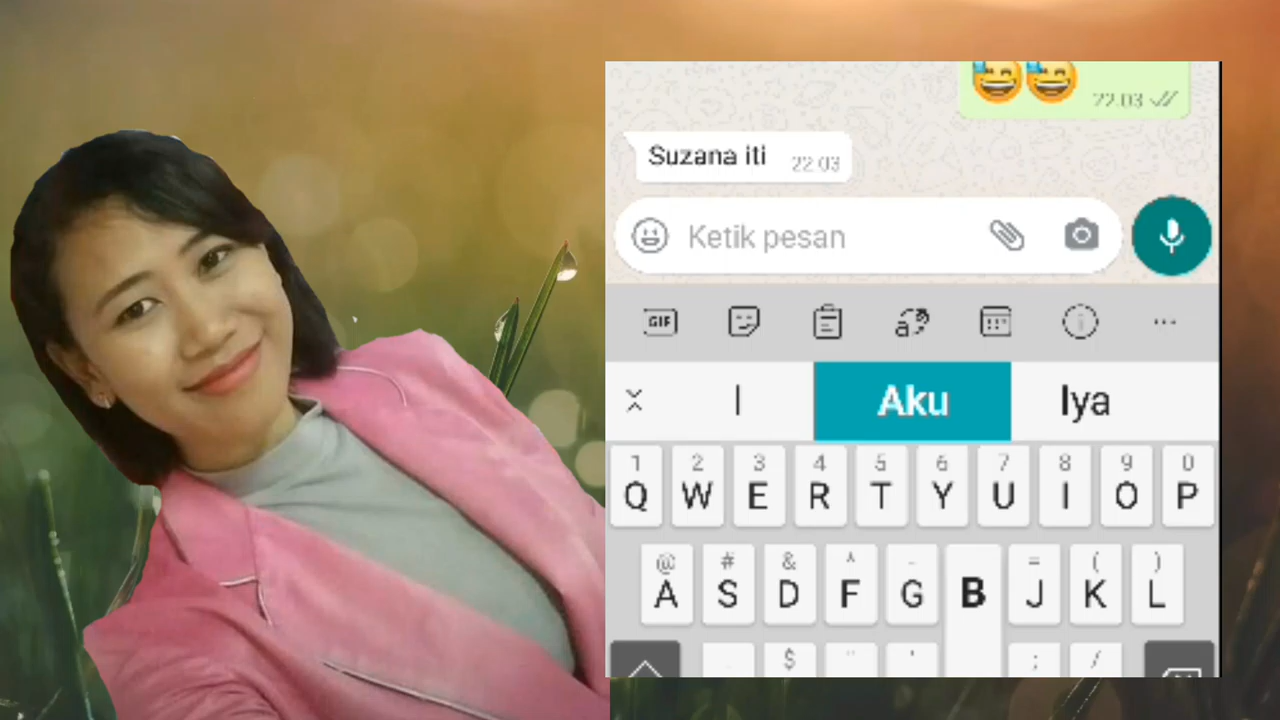 22.03
Suzana iti 22.03
Ketik pesan
GIF
I Aku Iya
1 2 3 4 5 6 7 8 9 0
Q W E R T Y U I O P
@ # & ^ - = ( )
A S D F G B J K L
$ " ' ; /